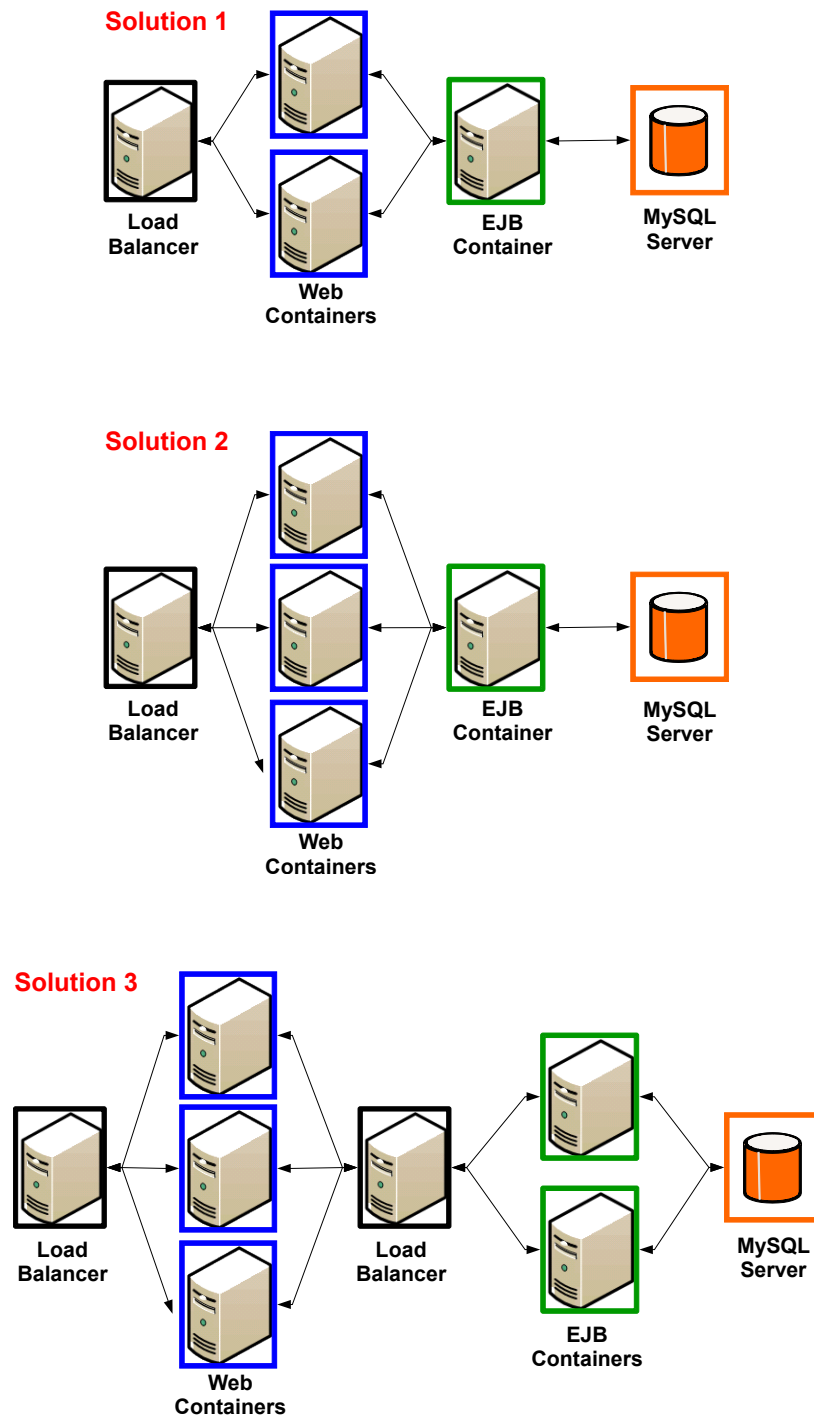 Solution 1
Load
Balancer
Web
Containers
EJB
Container
MySQL
Server
Solution 2
Load
Balancer
Web
Containers
EJB
Container
MySQL
Server
Solution 3
Load
Balancer
Web
Containers
Load
Balancer
EJB
Containers
MySQL
Server